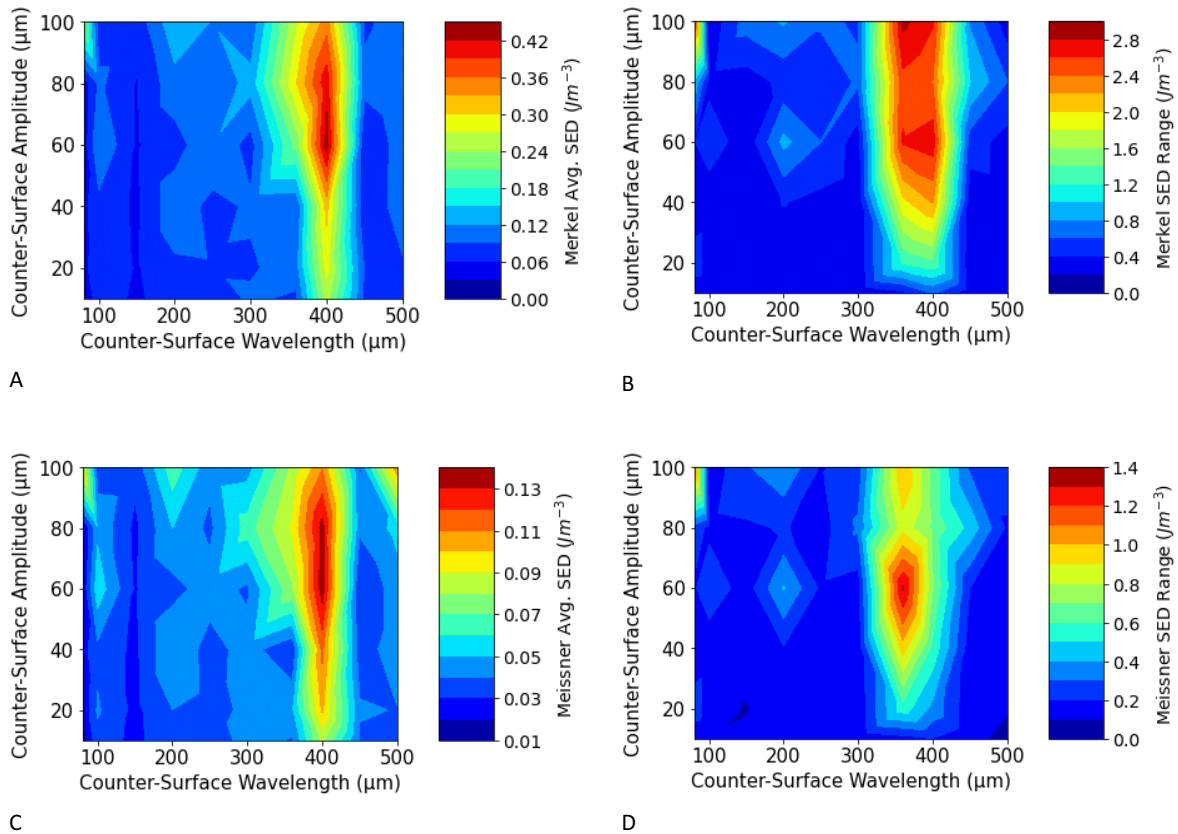 100
80
60
40
20
Counter-Surface Amplitude (µm)
100 200 300 400 500
Counter-Surface Wavelength (µm)
0.42
0.36
0.30
0.24
0.18
0.12
0.06
0.00
Merkel Avg. SED (Jm⁻³)
A
100
80
60
40
20
Counter-Surface Amplitude (µm)
100 200 300 400 500
Counter-Surface Wavelength (µm)
2.8
2.4
2.0
1.6
1.2
0.8
0.4
0.0
Merkel SED Range (Jm⁻³)
B
100
80
60
40
20
Counter-Surface Amplitude (µm)
100 200 300 400 500
Counter-Surface Wavelength (µm)
0.13
0.11
0.09
0.07
0.05
0.03
0.01
Meissner Avg. SED (Jm⁻³)
C
100
80
60
40
20
Counter-Surface Amplitude (µm)
100 200 300 400 500
Counter-Surface Wavelength (µm)
1.4
1.2
1.0
0.8
0.6
0.4
0.2
0.0
Meissner SED Range (Jm⁻³)
D